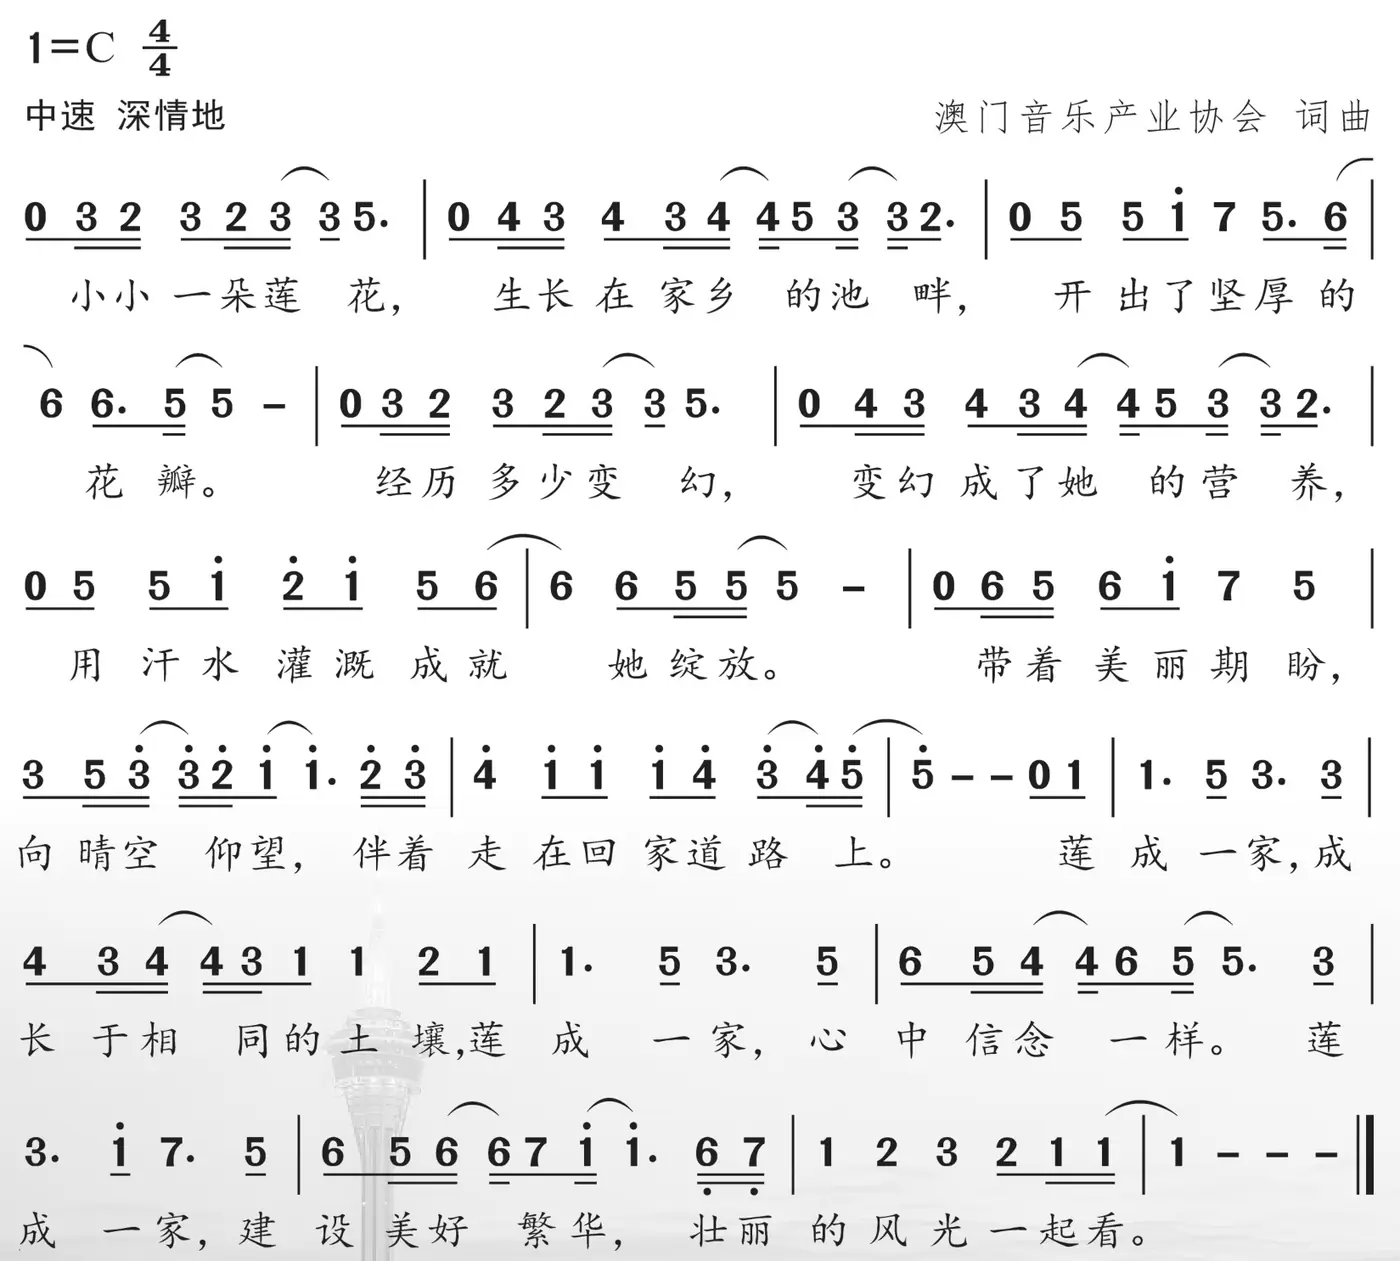 1=C 4/4
中速 深情地 澳门音乐产业协会 词曲
0 3 2 3 2 3 3 5. | 0 4 3 4 3 4 4 5 3 3 2. | 0 5 5 1̇ 7 5. 6 |
小小一朵莲 花, 生长在家乡 的池 畔, 开 出了坚厚的
6 6. 5 5 – | 0 3 2 3 2 3 3 5. | 0 4 3 4 3 4 4 5 3 3 2. |
花 瓣。 经历多少变 幻, 变幻成了她 的营 养,
0 5 5 1̇ 2̇ 1̇ 5 6 | 6 6 5 5 5 – | 0 6 5 6 1̇ 7 5 |
用 汗水灌溉成就 她绽放。 带着美丽期 盼,
3 5 3̇ 3̇ 2̇ 1̇ 1̇. 2̇ 3̇ | 4̇ 1̇ 1̇ 1̇ 4̇ 3̇ 4̇ 5̇ | 5̇ – – 0 1 | 1. 5 3. 3 |
向晴空 仰望, 伴着走在回家道路 上。 莲 成 一家,成
4 3 4 4 3 1 1 2 1 | 1. 5 3. 5 | 6 5 4 4 6 5 5. 3 |
长于相 同的土 壤,莲 成 一家, 心 中信念 一样。 莲
3. 1̇ 7. 5 | 6 5 6 6 7 1̇ 1̇. 6̣ 7̣ | 1 2 3 2 1 1 | 1 – – – ‖
成 一家, 建 设美好 繁华, 壮丽的风光一起看。